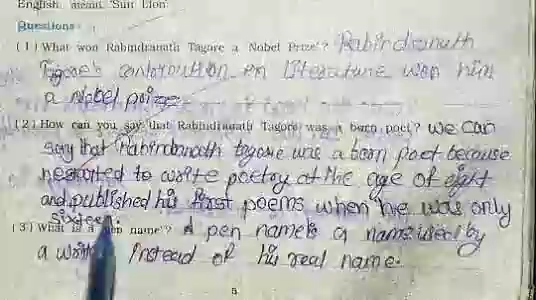 English, meant 'Sun Lion'
Questions
(1) What won Rabindranath Tagore a Nobel Prize? Rabindranath
Tagore's contribution en literature won him
a Nobel prize
(2) How can you say that Rabindranath Tagore was a born poet? We can
say that Rabindranath tagore was a born poet because
he started to write poetry at the age of eight
and published his first poems when he was only
sixteen.
(3) What is a pen name? A pen name is a name used by
a writer instead of his real name.
5